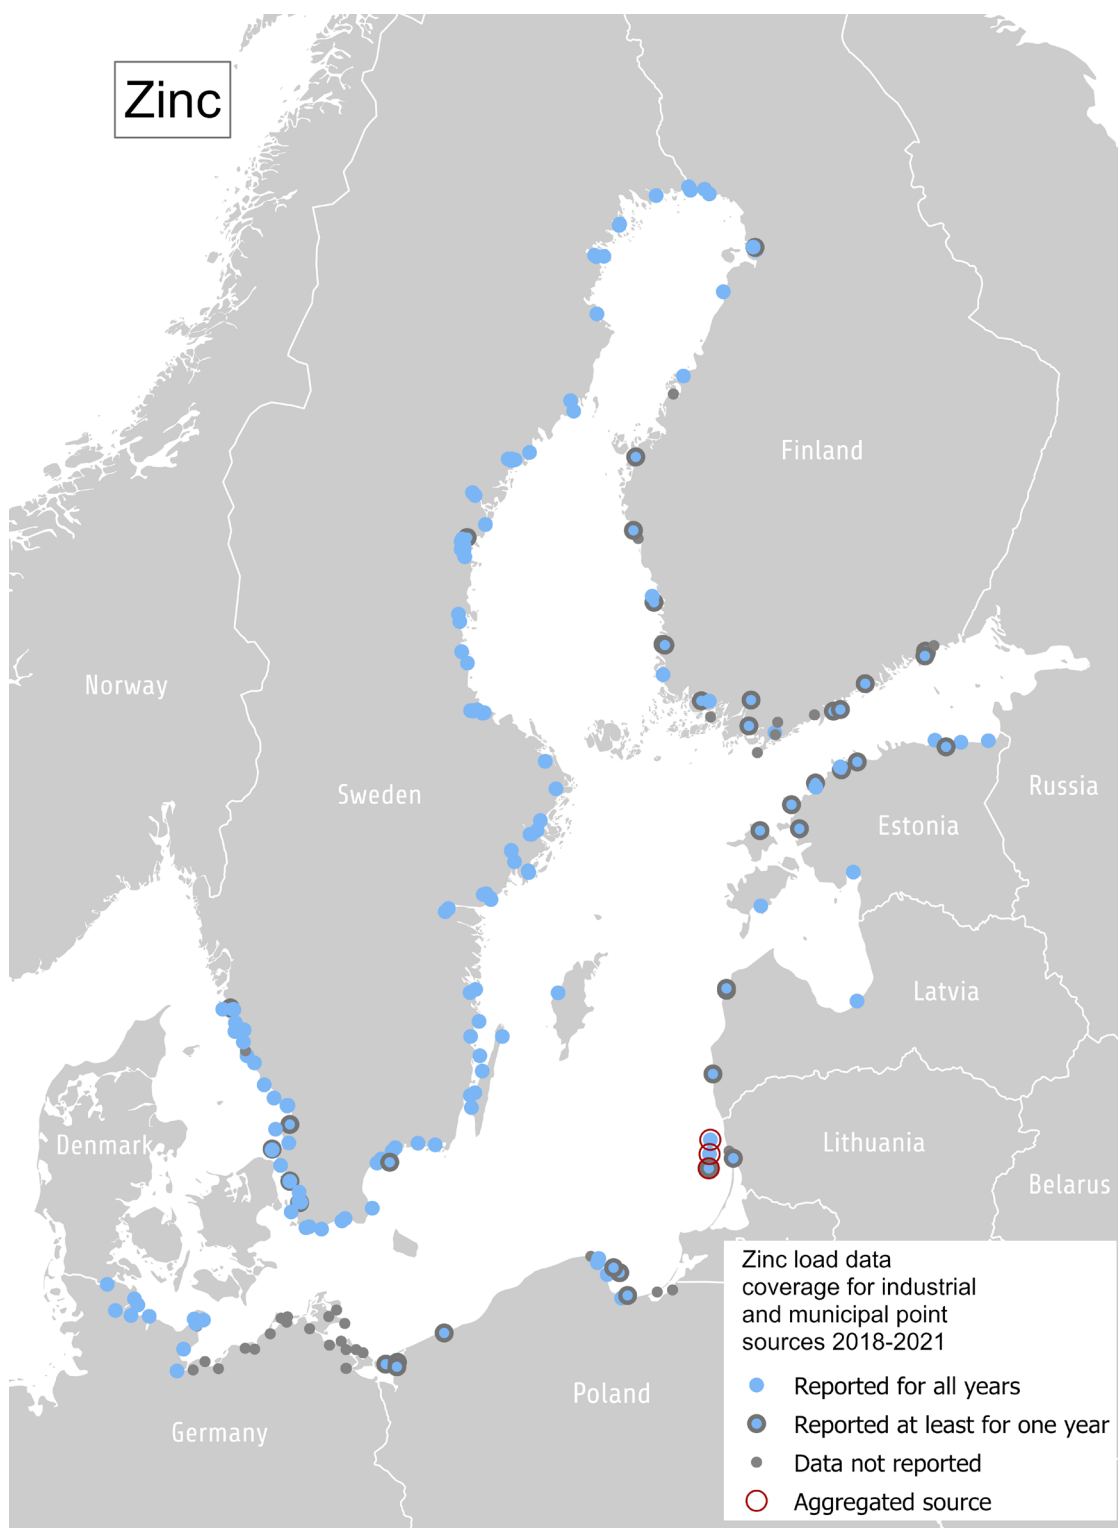 Zinc
Finland
Norway
Sweden
Russia
Estonia
Latvia
Denmark
Lithuania
Belarus
Zinc load data
coverage for industrial
and municipal point
sources 2018-2021
Reported for all years
Reported at least for one year
Data not reported
Aggregated source
Poland
Germany